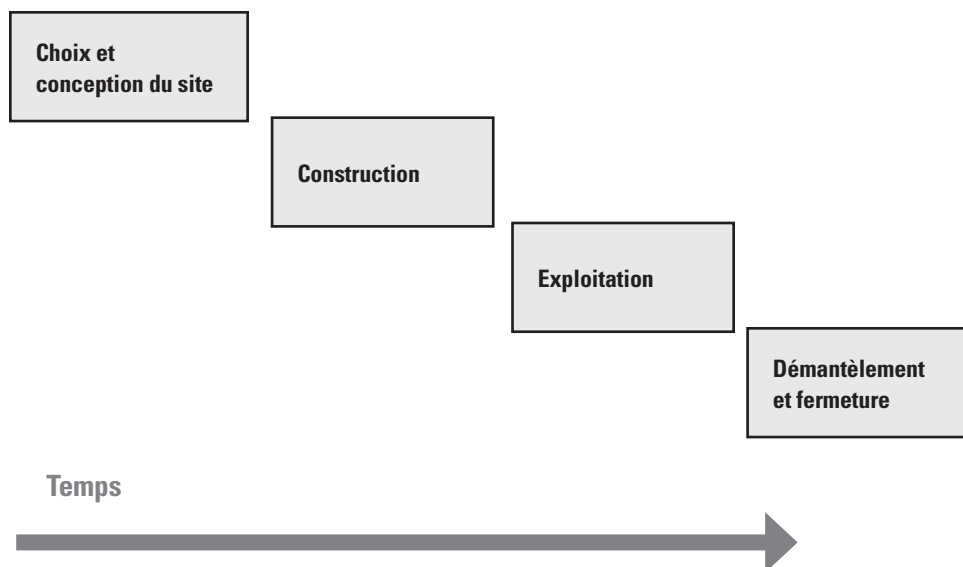 Choix et
conception du site
Construction
Exploitation
Démantèlement
et fermeture
Temps